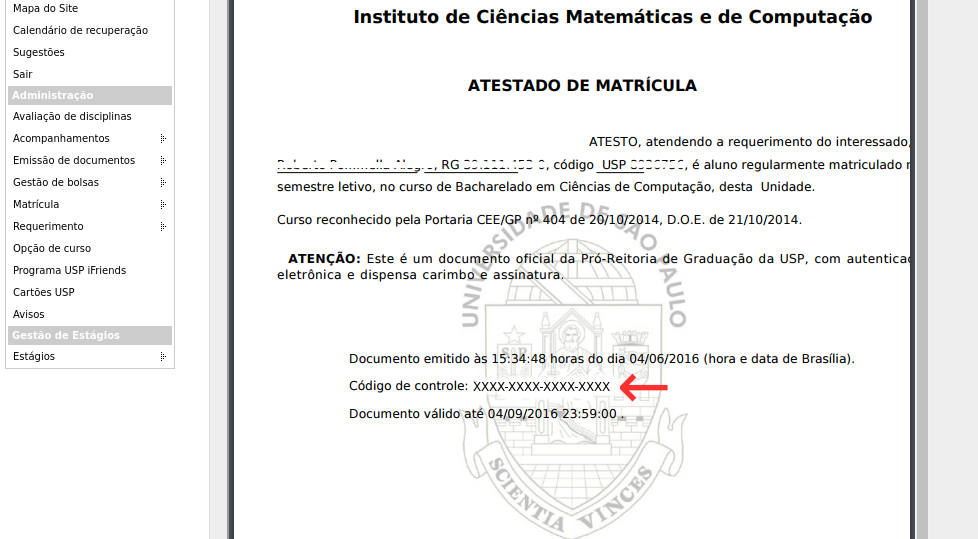 Mapa do Site
Calendário de recuperação
Sugestões
Sair
Administração
Avaliação de disciplinas
Acompanhamentos
Emissão de documentos
Gestão de bolsas
Matrícula
Requerimento
Opção de curso
Programa USP iFriends
Cartões USP
Avisos
Gestão de Estágios
Estágios
Instituto de Ciências Matemáticas e de Computação
ATESTADO DE MATRÍCULA
ATESTO, atendendo a requerimento do interessado,
RG código USP é aluno regularmente matriculado
semestre letivo, no curso de Bacharelado em Ciências de Computação, desta Unidade.
Curso reconhecido pela Portaria CEE/GP nº 404 de 20/10/2014, D.O.E. de 21/10/2014.
ATENÇÃO: Este é um documento oficial da Pró-Reitoria de Graduação da USP, com autenticac
eletrônica e dispensa carimbo e assinatura.
UNIVERSIDADE DE SÃO PAULO
Documento emitido às 15:34:48 horas do dia 04/06/2016 (hora e data de Brasília).
Código de controle: XXXX-XXXX-XXXX-XXXX
Documento válido até 04/09/2016 23:59:00 .
SCIENTIA VINCES